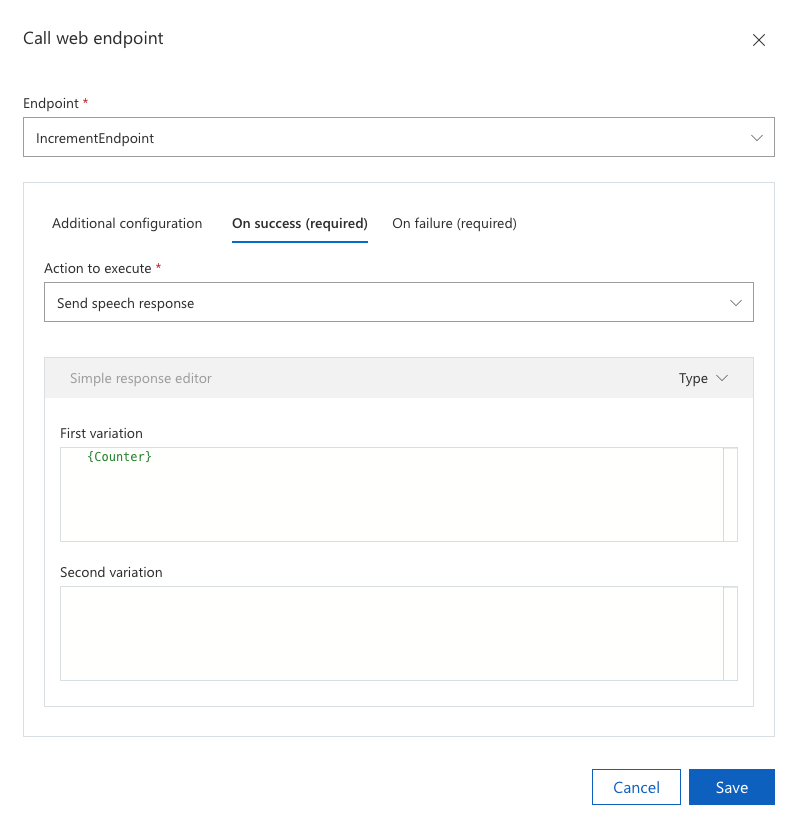 Call web endpoint
Endpoint *
IncrementEndpoint
Additional configuration On success (required) On failure (required)
Action to execute *
Send speech response
Simple response editor Type
First variation
{Counter}
Second variation
Cancel Save